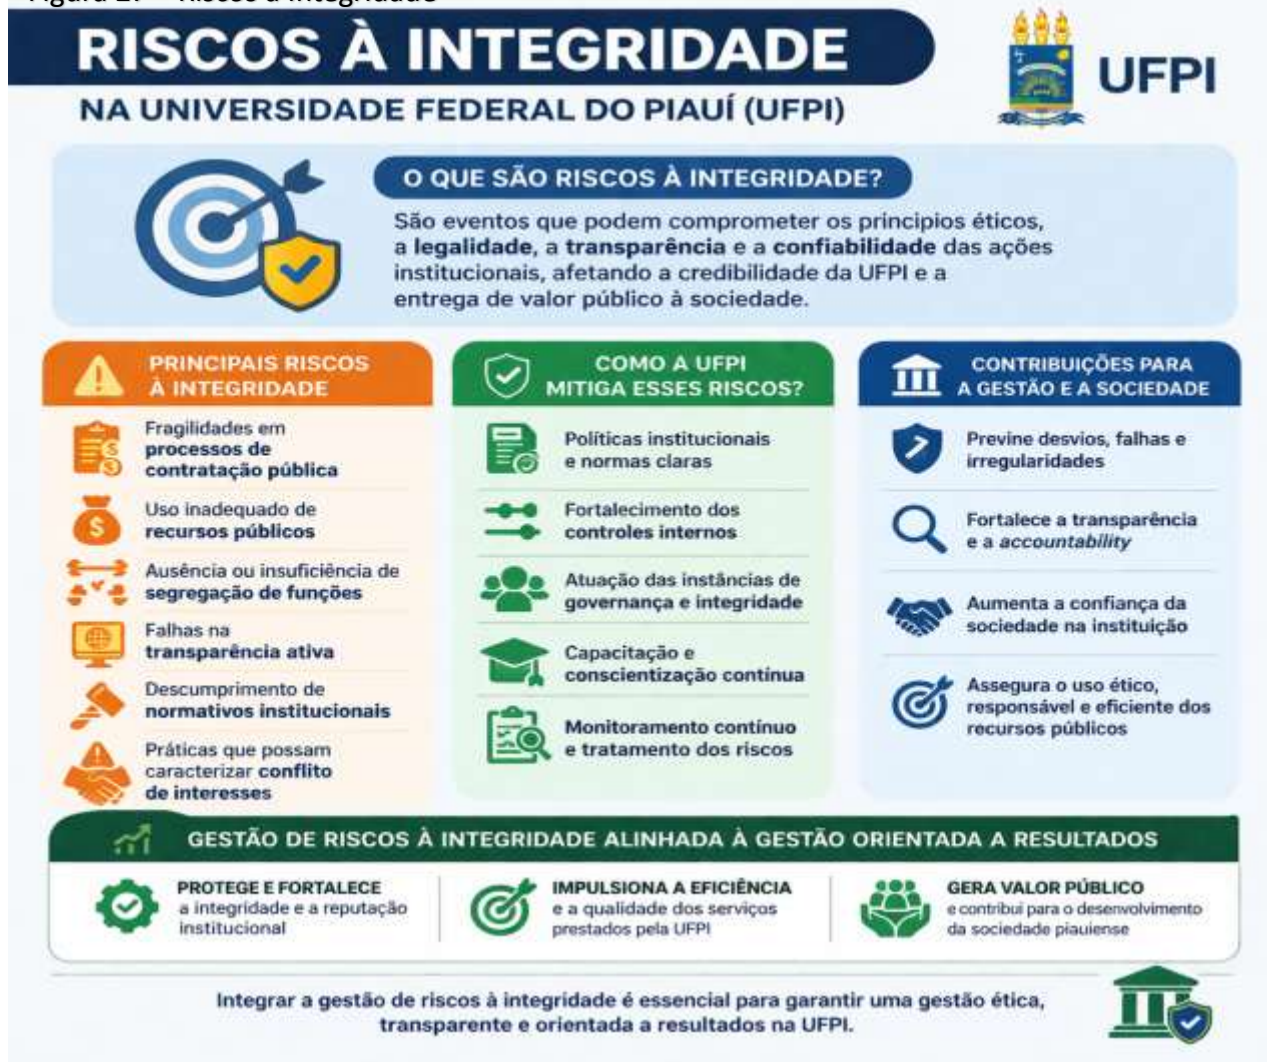 RISCOS À INTEGRIDADE
NA UNIVERSIDADE FEDERAL DO PIAUÍ (UFPI)
UFPI
O QUE SÃO RISCOS À INTEGRIDADE?
São eventos que podem comprometer os principios éticos,
a legalidade, a transparência e a confiabilidade das ações
institucionais, afetando a credibilidade da UFPI e a
entrega de valor público à sociedade.
PRINCIPAIS RISCOS
À INTEGRIDADE
Fragilidades em
processos de
contratação pública
Uso inadequado de
recursos públicos
Ausência ou insuficiência de
segregação de funções
Falhas na
transparência ativa
Descumprimento de
normativos institucionais
Práticas que possam
caracterizar conflito
de interesses
COMO A UFPI
MITIGA ESSES RISCOS?
Políticas institucionais
e normas claras
Fortalecimento dos
controles internos
Atuação das instâncias de
governança e integridade
Capacitação e
conscientização contínua
Monitoramento contínuo
e tratamento dos riscos
CONTRIBUIÇÕES PARA
A GESTÃO E A SOCIEDADE
Previne desvios, falhas e
irregularidades
Fortalece a transparência
e a accountability
Aumenta a confiança da
sociedade na instituição
Assegura o uso ético,
responsável e eficiente dos
recursos públicos
GESTÃO DE RISCOS À INTEGRIDADE ALINHADA À GESTÃO ORIENTADA A RESULTADOS
PROTEGE E FORTALECE
a integridade e a reputação
institucional
IMPULSIONA A EFICIÊNCIA
e a qualidade dos serviços
prestados pela UFPI
GERA VALOR PÚBLICO
e contribui para o desenvolvimento
da sociedade piauiense
Integrar a gestão de riscos à integridade é essencial para garantir uma gestão ética,
transparente e orientada a resultados na UFPI.